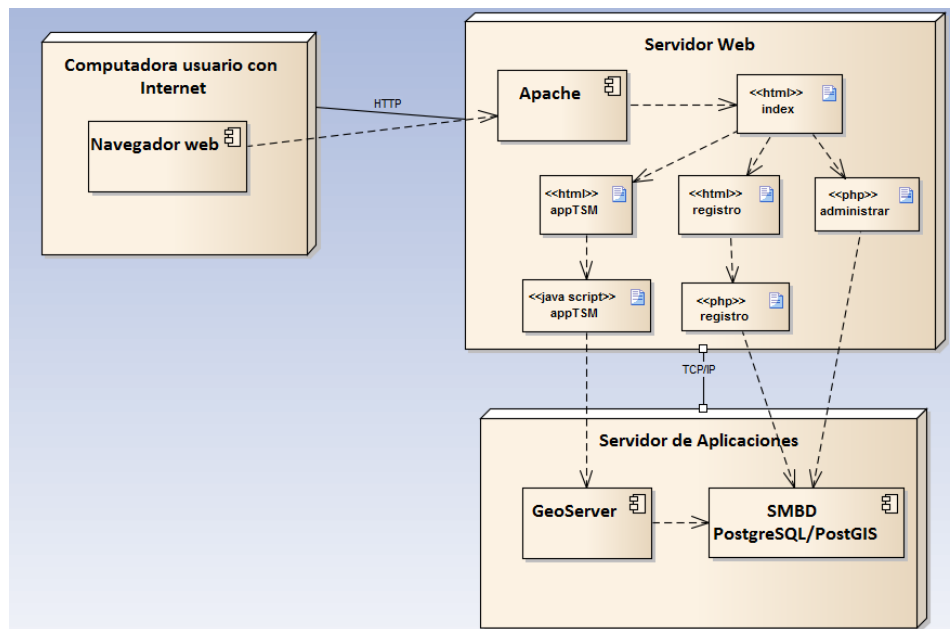 Computadora usuario con
Internet
Navegador web
HTTP
Servidor Web
Apache
<<html>>
index
<<html>>
appTSM
<<html>>
registro
<<php>>
administrar
<<java script>>
appTSM
<<php>>
registro
TCP/IP
Servidor de Aplicaciones
GeoServer
SMBD
PostgreSQL/PostGIS